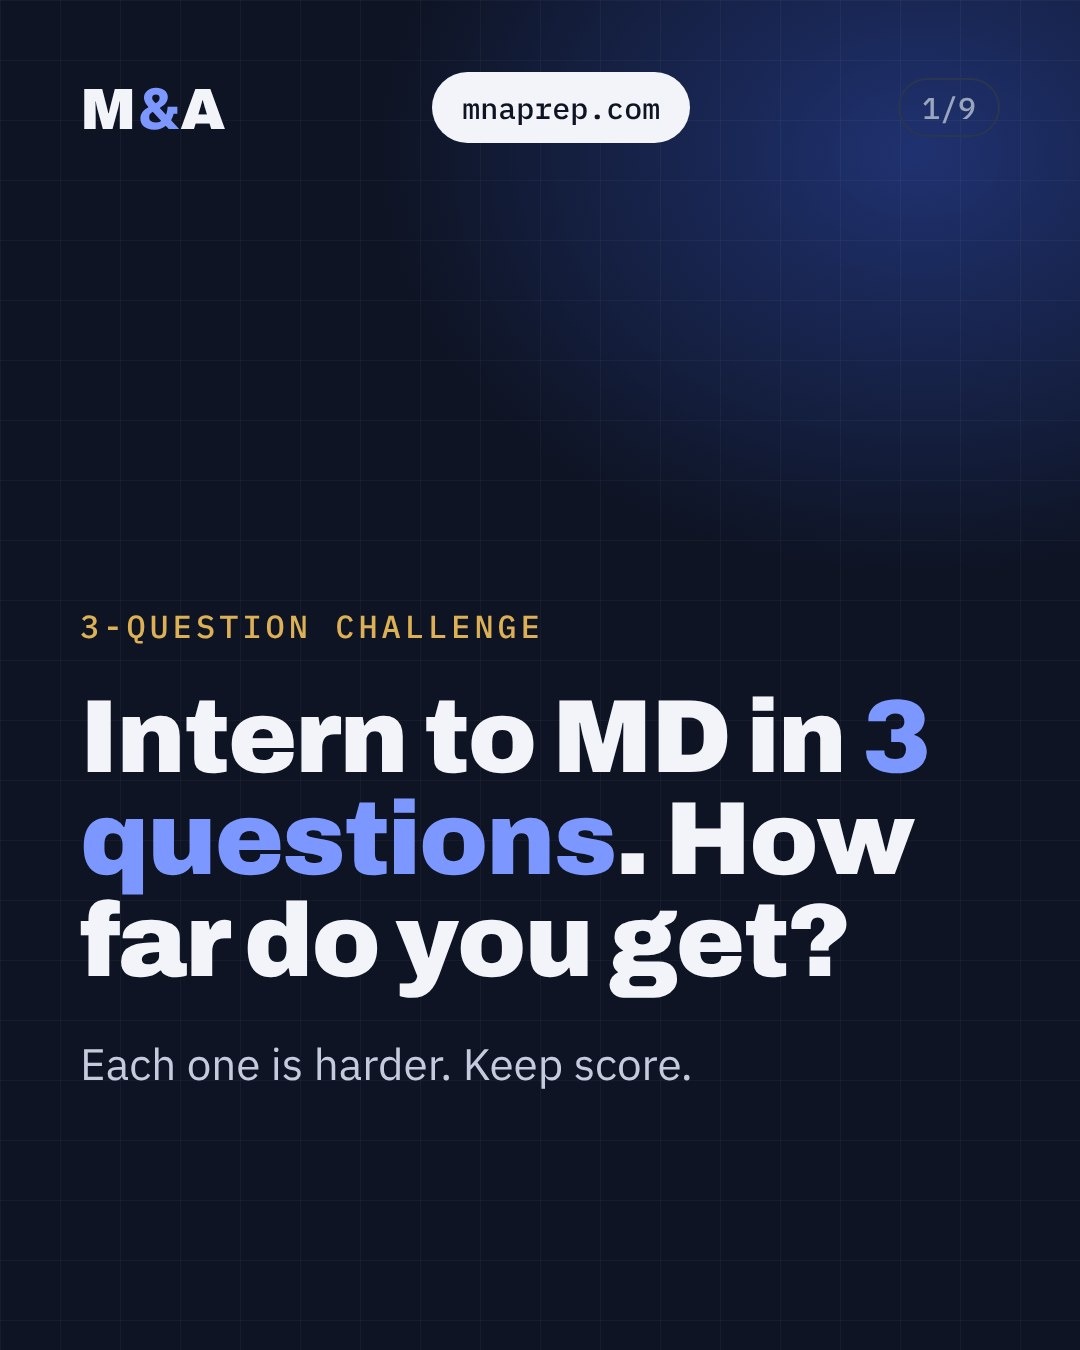 M&A
mnaprep.com
1/9
3-QUESTION CHALLENGE
Intern to MD in 3
questions. How
far do you get?
Each one is harder. Keep score.